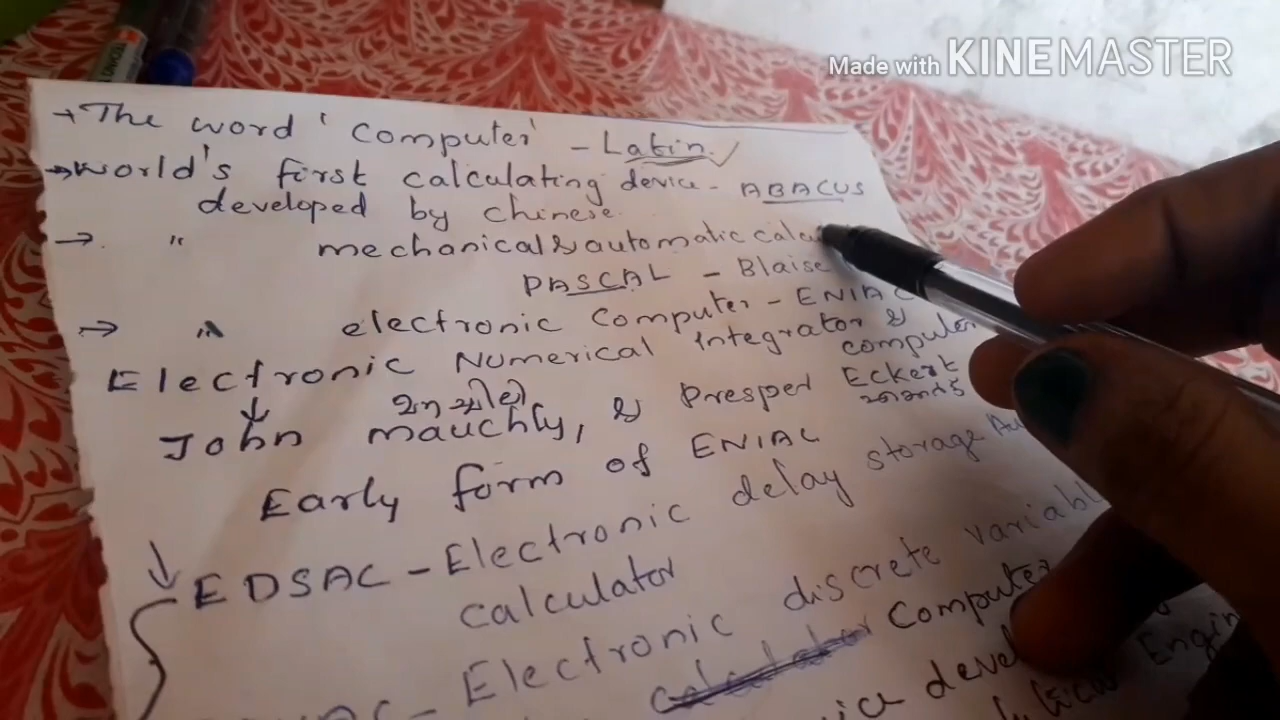 Made with KINEMASTER
→ The word 'computer' - Latin. ✓
→ World's first calculating device - ABACUS
developed by chinese.
→ " mechanical & automatic
PASCAL - Blaise
→ " electronic computer - ENIAC
Electronic Numerical Integrator &
computer
John mauchly, & Presper Eckert
Early form of ENIAC
EDSAC - Electronic delay storage
calculator
Electronic discrete variable
Computer